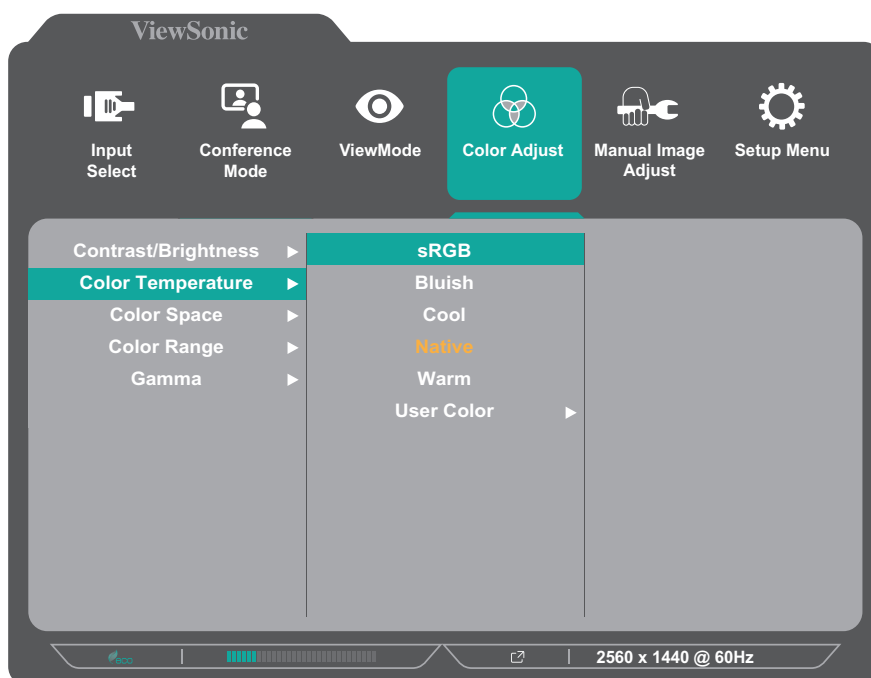 ViewSonic
Input Select
Conference Mode
ViewMode
Color Adjust
Manual Image Adjust
Setup Menu
Contrast/Brightness
Color Temperature
Color Space
Color Range
Gamma
sRGB
Bluish
Cool
Native
Warm
User Color
eco
2560 x 1440 @ 60Hz